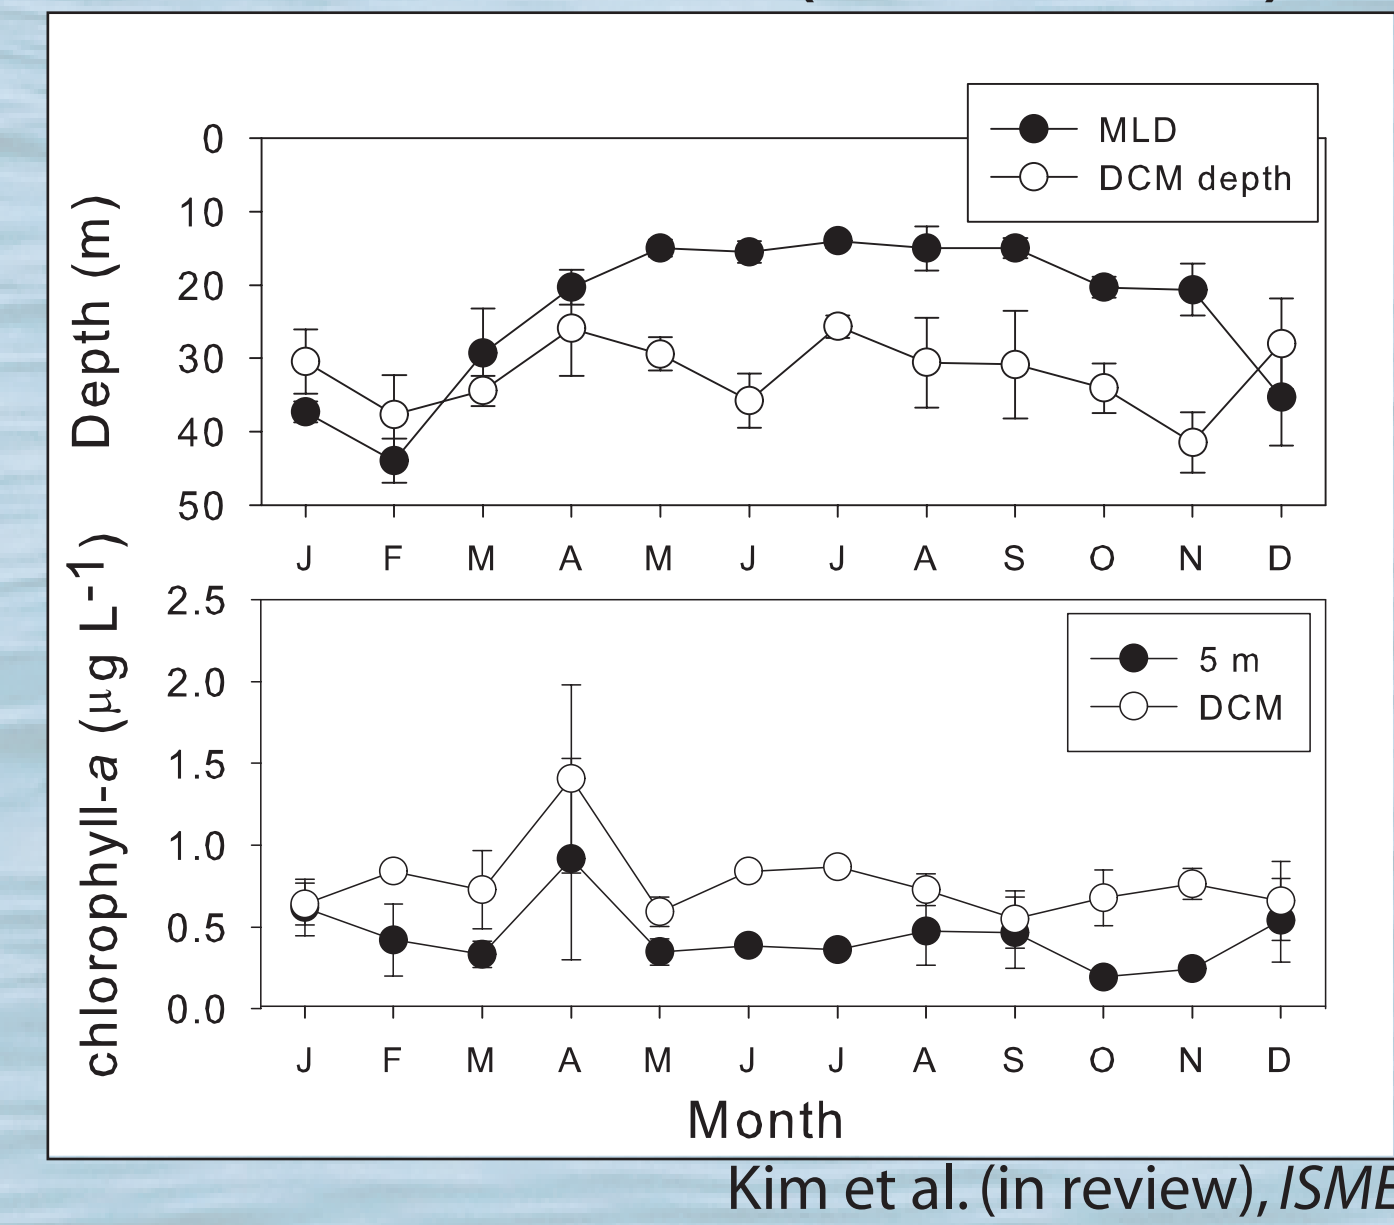 MLD
DCM depth
Depth (m)
0
10
20
30
40
50
J F M A M J J A S O N D
5 m
DCM
chlorophyll-a (μg L-1)
2.5
2.0
1.5
1.0
0.5
0.0
J F M A M J J A S O N D
Month
Kim et al. (in review), ISME